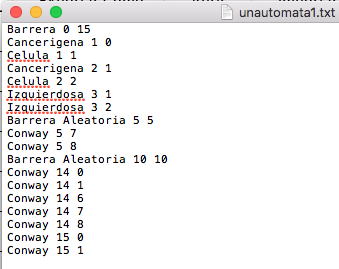 unautomata1.txt
Barrera 0 15
Cancerigena 1 0
Celula 1 1
Cancerigena 2 1
Celula 2 2
Izquierdosa 3 1
Izquierdosa 3 2
Barrera Aleatoria 5 5
Conway 5 7
Conway 5 8
Barrera Aleatoria 10 10
Conway 14 0
Conway 14 1
Conway 14 6
Conway 14 7
Conway 14 8
Conway 15 0
Conway 15 1